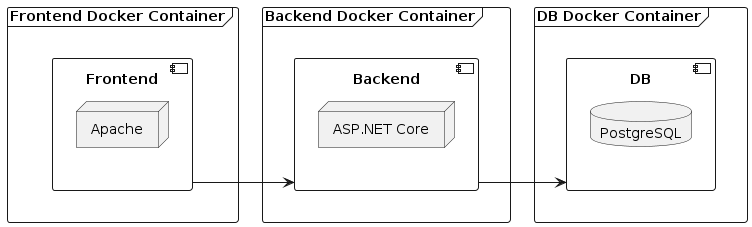 Frontend Docker Container
Backend Docker Container
DB Docker Container
Frontend
Backend
DB
Apache
ASP.NET Core
PostgreSQL